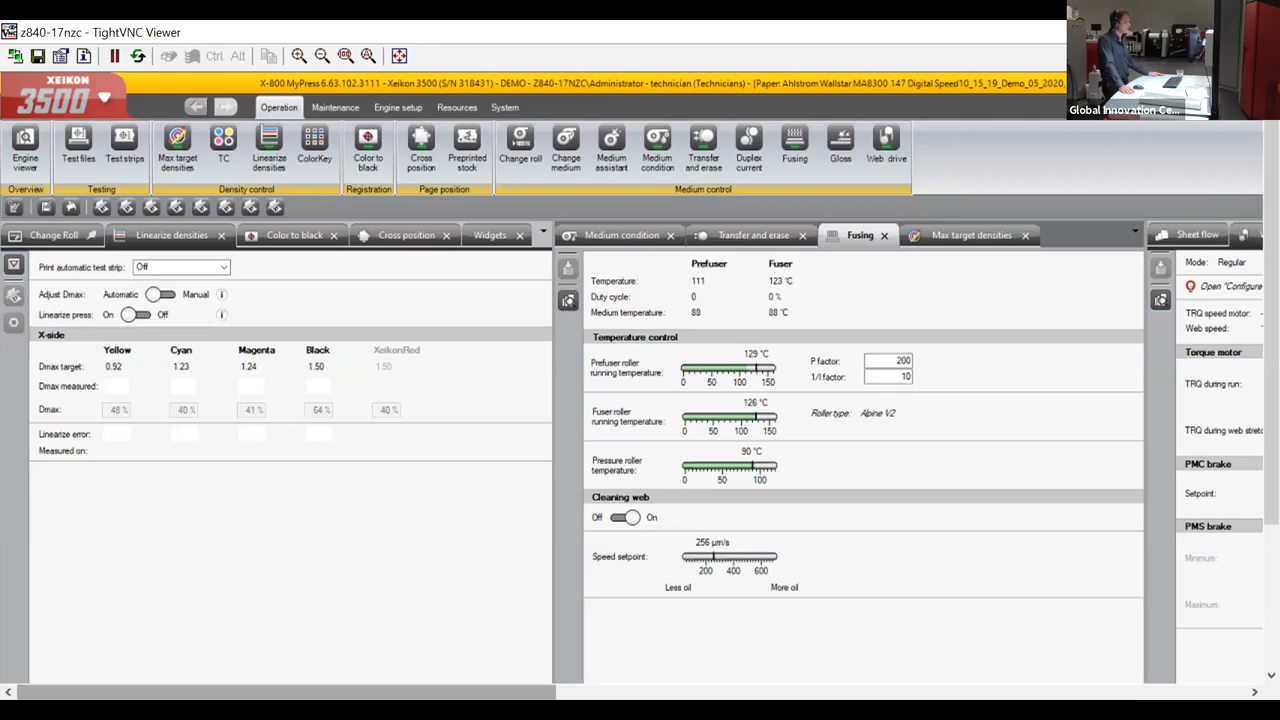 z840-17nzc - TightVNC Viewer
Ctrl Alt
Global Innovation Ce...
XEIKON
3500
X-800 MyPress 6.63.102.3111 - Xeikon 3500 (S/N 318431) - DEMO - Z840-17NZC\Administrator - technician (Technicians) - [Paper: Ahlstrom Wallstar MA8300 147 Digital Speed10_15_19_Demo_05_2020,
Operation Maintenance Engine setup Resources System
Engine viewer
Test files
Test strips
Max target densities
TC
Linearize densities
ColorKey
Color to black
Cross position
Preprinted stock
Change roll
Change medium
Medium assistant
Medium condition
Transfer and erase
Duplex current
Fusing
Gloss
Web drive
Overview Testing Density control Registration Page position Medium control
Change Roll Linearize densities Color to black Cross position Widgets
Print automatic test strip: Off
Adjust Dmax: Automatic Manual i
Linearize press: On Off i
X-side
Yellow Cyan Magenta Black XeikonRed
Dmax target: 0.92 1.23 1.24 1.50 1.50
Dmax measured:
Dmax: 48 % 40 % 41 % 64 % 40 %
Linearize error:
Measured on:
Medium condition Transfer and erase Fusing Max target densities
Prefuser Fuser
Temperature: 111 123 °C
Duty cycle: 0 0 %
Medium temperature: 88 88 °C
Temperature control
129 °C
Prefuser roller
running temperature:
0 50 100 150
P factor: 200
1/I factor: 10
126 °C
Fuser roller
running temperature:
0 50 100 150
Roller type: Alpine V2
90 °C
Pressure roller
temperature:
0 50 100
Cleaning web
Off On
256 µm/s
Speed setpoint:
200 400 600
Less oil More oil
Sheet flow
Mode: Regular
Open "Configure
TRQ speed motor: -
Web speed: -
Torque motor
TRQ during run:
TRQ during web stretc
PMC brake
Setpoint:
PMS brake
Minimum:
Maximum: